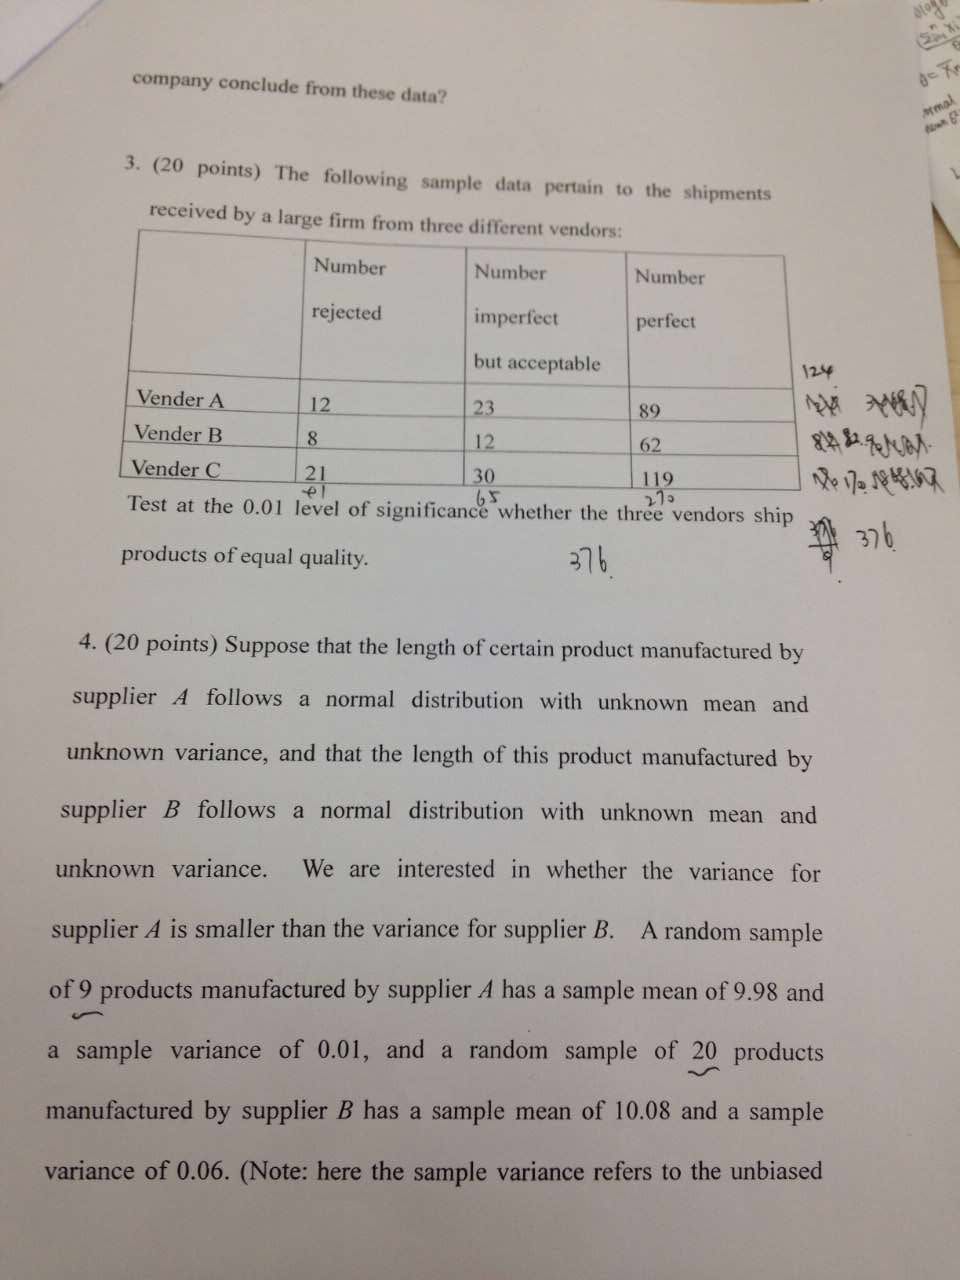 company conclude from these data?
3. (20 points) The following sample data pertain to the shipments
received by a large firm from three different vendors:
Number rejected
Number imperfect but acceptable
Number perfect
124
Vender A 12 23 89
Vender B 8 12 62
Vender C 21 30 119
170
41 65 270
Test at the 0.01 level of significance whether the three vendors ship
376
products of equal quality.
376.
4. (20 points) Suppose that the length of certain product manufactured by
supplier A follows a normal distribution with unknown mean and
unknown variance, and that the length of this product manufactured by
supplier B follows a normal distribution with unknown mean and
unknown variance. We are interested in whether the variance for
supplier A is smaller than the variance for supplier B. A random sample
of 9 products manufactured by supplier A has a sample mean of 9.98 and
a sample variance of 0.01, and a random sample of 20 products
manufactured by supplier B has a sample mean of 10.08 and a sample
variance of 0.06. (Note: here the sample variance refers to the unbiased